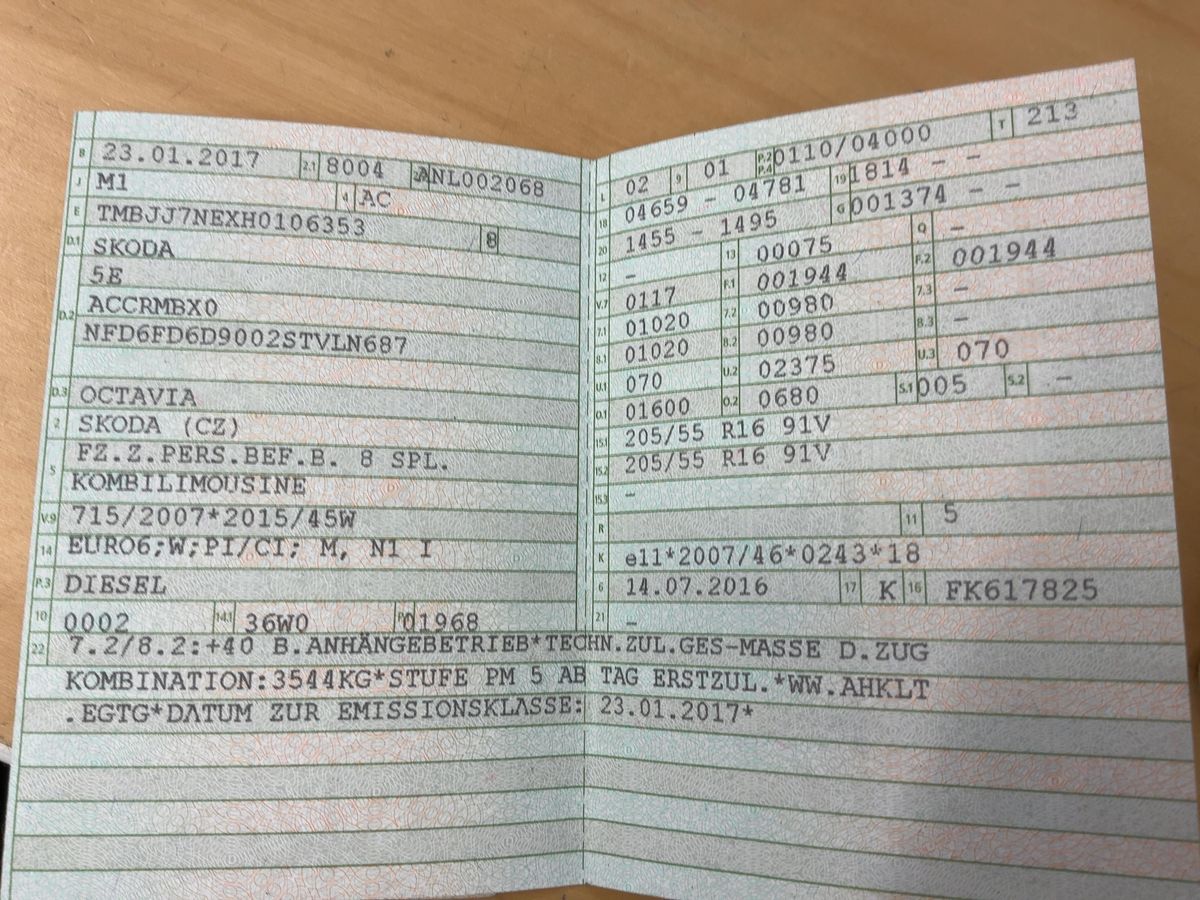 B 23.01.2017 2.1 8004 ANL002068
J M1 4 AC
E TMBJJ7NEXH0106353 8
D.1 SKODA
5E
D.2 ACCRMBX0
NFD6FD6D9002STVLN687
D.3 OCTAVIA
2 SKODA (CZ)
5 FZ.Z.PERS.BEF.B. 8 SPL.
KOMBILIMOUSINE
V.9 715/2007*2015/45W
14 EURO6;W;PI/CI; M, N1 I
P.3 DIESEL
10 0002 14.1 36W0 01968
L 02 9 01 P.2 P.4 0110/04000 T 213
18 04659 - 04781 19 1814 - -
20 1455 - 1495 G 001374 - -
12 - 13 00075 Q -
V.7 0117 F.1 001944 F.2 001944
7.1 01020 7.2 00980 7.3 -
8.1 01020 8.2 00980 8.3 -
U.1 070 U.2 02375 U.3 070
O.1 01600 O.2 0680 S.1 005 S.2 -
15.1 205/55 R16 91V
15.2 205/55 R16 91V
15.3 -
R 11 5
K e11*2007/46*0243*18
6 14.07.2016 17 K 16 FK617825
21 -
22 7.2/8.2:+40 B.ANHÄNGEBETRIEB*TECHN.ZUL.GES-MASSE D.ZUG
KOMBINATION:3544KG*STUFE PM 5 AB TAG ERSTZUL.*WW.AHKLT
.EGTG*DATUM ZUR EMISSIONSKLASSE: 23.01.2017*